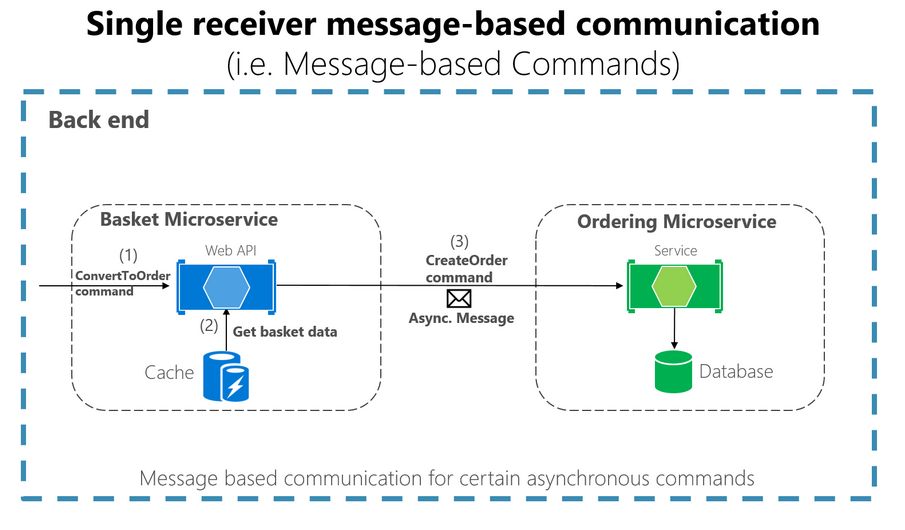 Single receiver message-based communication
(i.e. Message-based Commands)
Back end
Basket Microservice
(1)
ConvertToOrder
command
Web API
(2)
Get basket data
Cache
(3)
CreateOrder
command
Async. Message
Ordering Microservice
Service
Database
Message based communication for certain asynchronous commands